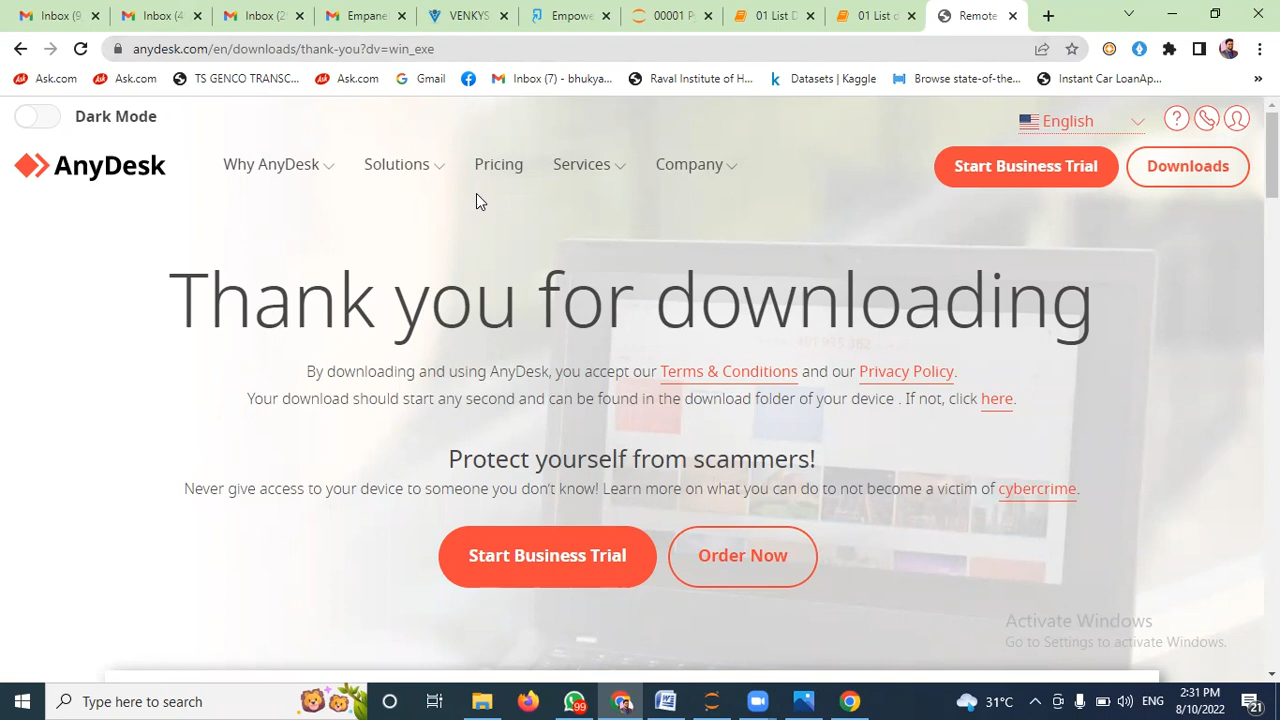 Inbox (9
Inbox (4
Inbox (2
Empane
VENKYS
Empowe
00001 P
01 List D
01 List d
Remote
anydesk.com/en/downloads/thank-you?dv=win_exe
Ask.com
Ask.com
TS GENCO TRANSC...
Ask.com
Gmail
Inbox (7) - bhukya...
Raval Institute of H...
Datasets | Kaggle
Browse state-of-the...
Instant Car LoanAp...
»
Dark Mode
English
AnyDesk
Why AnyDesk
Solutions
Pricing
Services
Company
Start Business Trial
Downloads
Thank you for downloading
By downloading and using AnyDesk, you accept our Terms & Conditions and our Privacy Policy.
Your download should start any second and can be found in the download folder of your device . If not, click here.
Protect yourself from scammers!
Never give access to your device to someone you don't know! Learn more on what you can do to not become a victim of cybercrime.
Start Business Trial
Order Now
Activate Windows
Go to Settings to activate Windows.
Type here to search
99
31°C
ENG
2:31 PM
8/10/2022
21